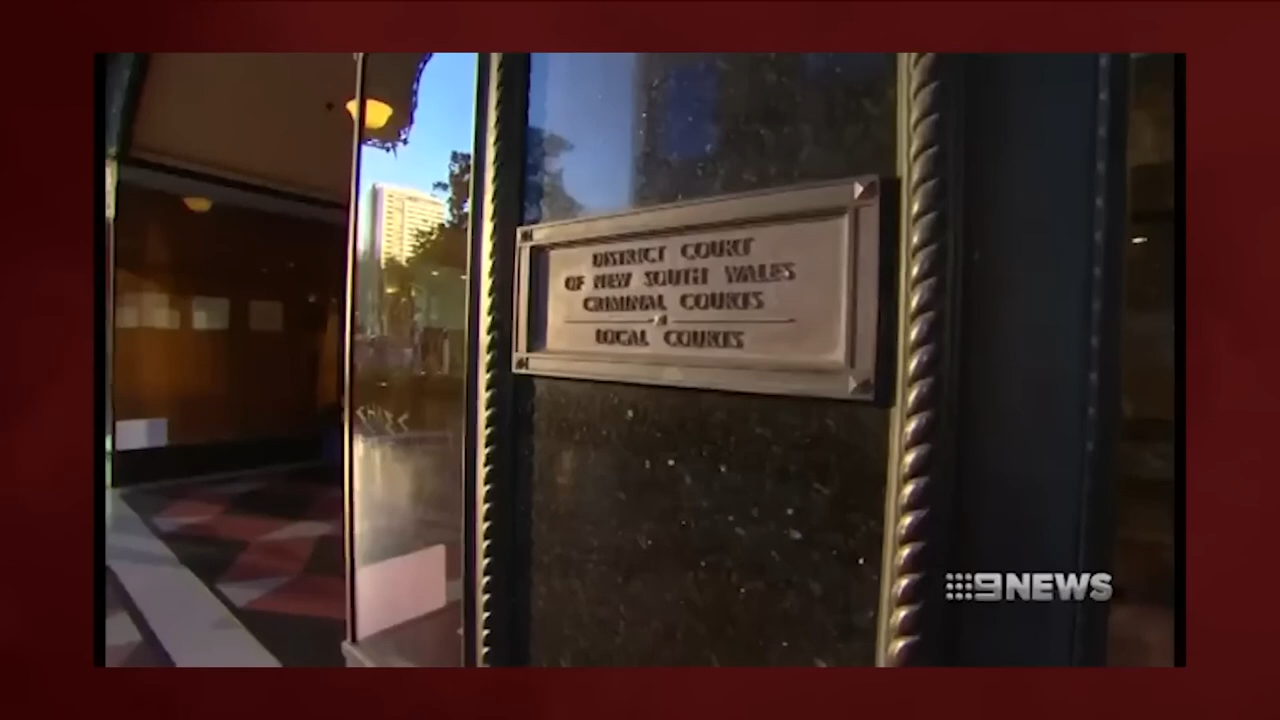 DISTRICT COURT
OF NEW SOUTH WALES
CRIMINAL COURTS
LOCAL COURTS
9NEWS